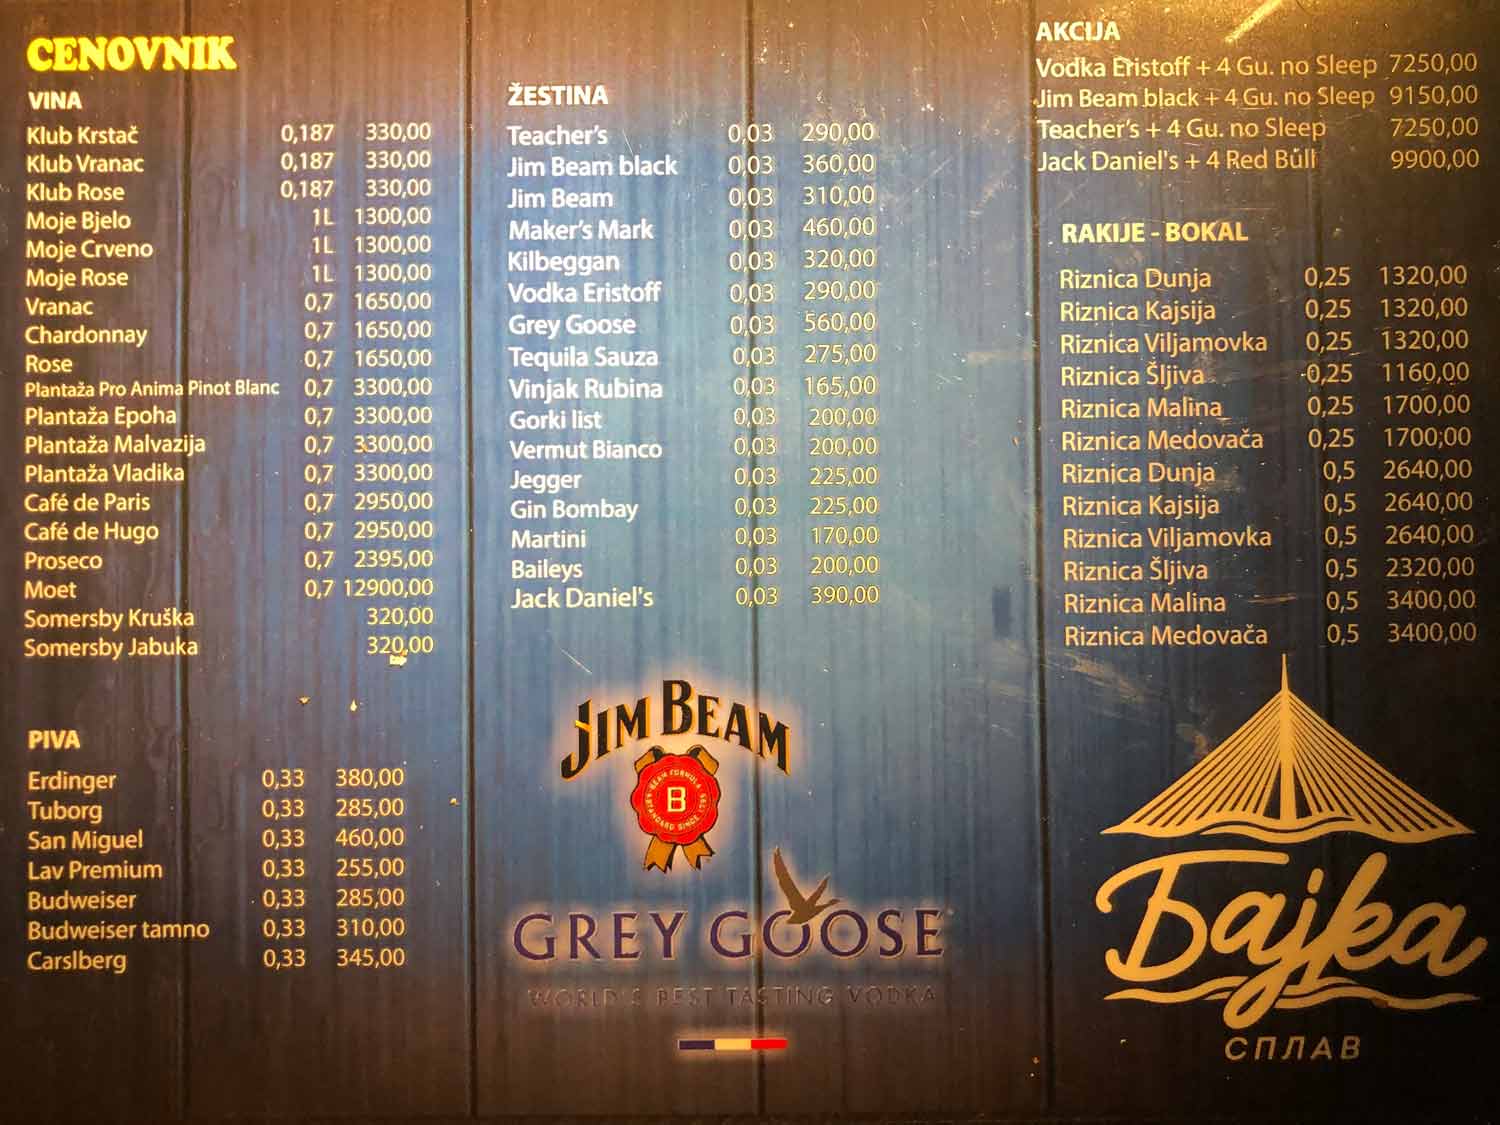 CENOVNIK
VINA
Klub Krstač 0,187 330,00
Klub Vranac 0,187 330,00
Klub Rose 0,187 330,00
Moje Bjelo 1L 1300,00
Moje Crveno 1L 1300,00
Moje Rose 1L 1300,00
Vranac 0,7 1650,00
Chardonnay 0,7 1650,00
Rose 0,7 1650,00
Plantaža Pro Anima Pinot Blanc 0,7 3300,00
Plantaža Epoha 0,7 3300,00
Plantaža Malvazija 0,7 3300,00
Plantaža Vladika 0,7 3300,00
Café de Paris 0,7 2950,00
Café de Hugo 0,7 2950,00
Proseco 0,7 2395,00
Moet 0,7 12900,00
Somersby Kruška 320,00
Somersby Jabuka 320,00
PIVA
Erdinger 0,33 380,00
Tuborg 0,33 285,00
San Miguel 0,33 460,00
Lav Premium 0,33 255,00
Budweiser 0,33 285,00
Budweiser tamno 0,33 310,00
Carslberg 0,33 345,00
ŽESTINA
Teacher's 0,03 290,00
Jim Beam black 0,03 360,00
Jim Beam 0,03 310,00
Maker's Mark 0,03 460,00
Kilbeggan 0,03 320,00
Vodka Eristoff 0,03 290,00
Grey Goose 0,03 560,00
Tequila Sauza 0,03 275,00
Vinjak Rubina 0,03 165,00
Gorki list 0,03 200,00
Vermut Bianco 0,03 200,00
Jegger 0,03 225,00
Gin Bombay 0,03 225,00
Martini 0,03 170,00
Baileys 0,03 200,00
Jack Daniel's 0,03 390,00
JIM BEAM
BEAM FORMULA
B
A STANDARD SINCE 1795
GREY GOOSE
WORLD'S BEST TASTING VODKA
AKCIJA
Vodka Eristoff + 4 Gu. no Sleep 7250,00
Jim Beam black + 4 Gu. no Sleep 9150,00
Teacher's + 4 Gu. no Sleep 7250,00
Jack Daniel's + 4 Red Bull 9900,00
RAKIJE - BOKAL
Riznica Dunja 0,25 1320,00
Riznica Kajsija 0,25 1320,00
Riznica Viljamovka 0,25 1320,00
Riznica Šljiva 0,25 1160,00
Riznica Malina 0,25 1700,00
Riznica Medovača 0,25 1700,00
Riznica Dunja 0,5 2640,00
Riznica Kajsija 0,5 2640,00
Riznica Viljamovka 0,5 2640,00
Riznica Šljiva 0,5 2320,00
Riznica Malina 0,5 3400,00
Riznica Medovača 0,5 3400,00
Бајка
СПЛАВ